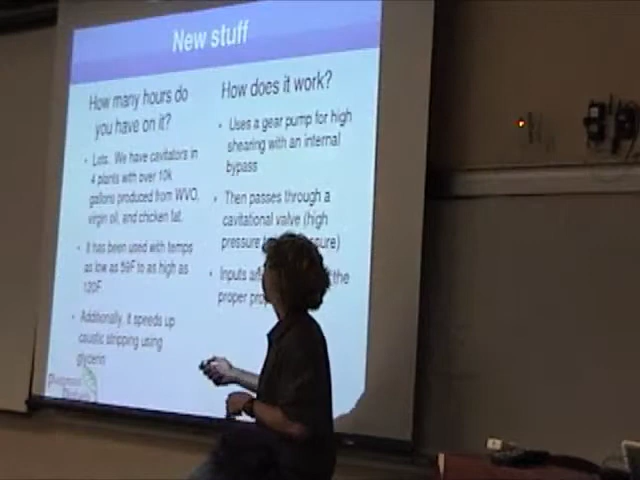 New stuff
How many hours do
you have on it?
• Lots. We have cavitators in
4 plants with over 10k
gallons produced from WVO,
virgin oil, and chicken fat.
• It has been used with temps
as low as 59F to as high as
120F
• Additionally, it speeds up
caustic stripping using
glycerin
How does it work?
• Uses a gear pump for high
shearing with an internal
bypass
• Then passes through a
cavitational valve (high
pressure
• Inputs the
proper
Piedmont
Biofuels